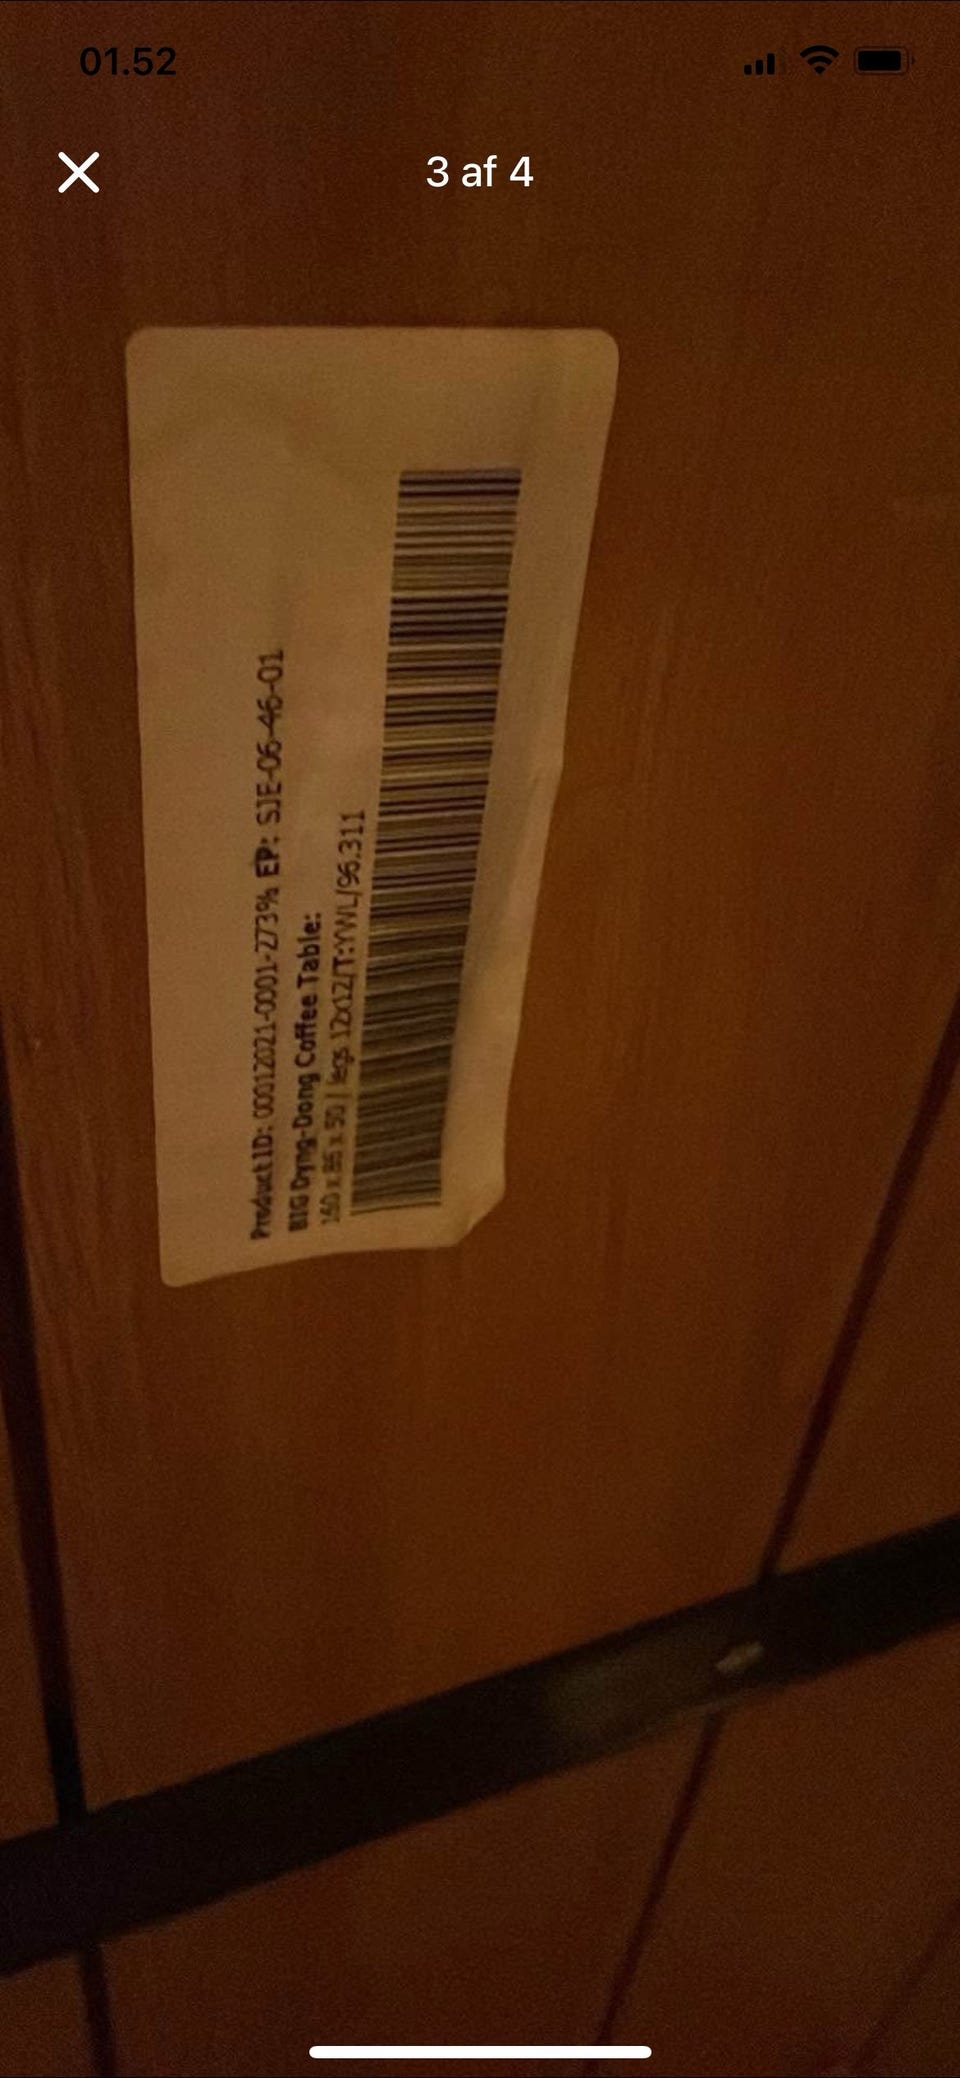 01.52
3 af 4
Product ID: 00012021-0001-273% EP: SJE-06-46-01
BIG Dyng-Dong Coffee Table:
160 x 85 x 50 / legs 12x12/T:YWL/96.311